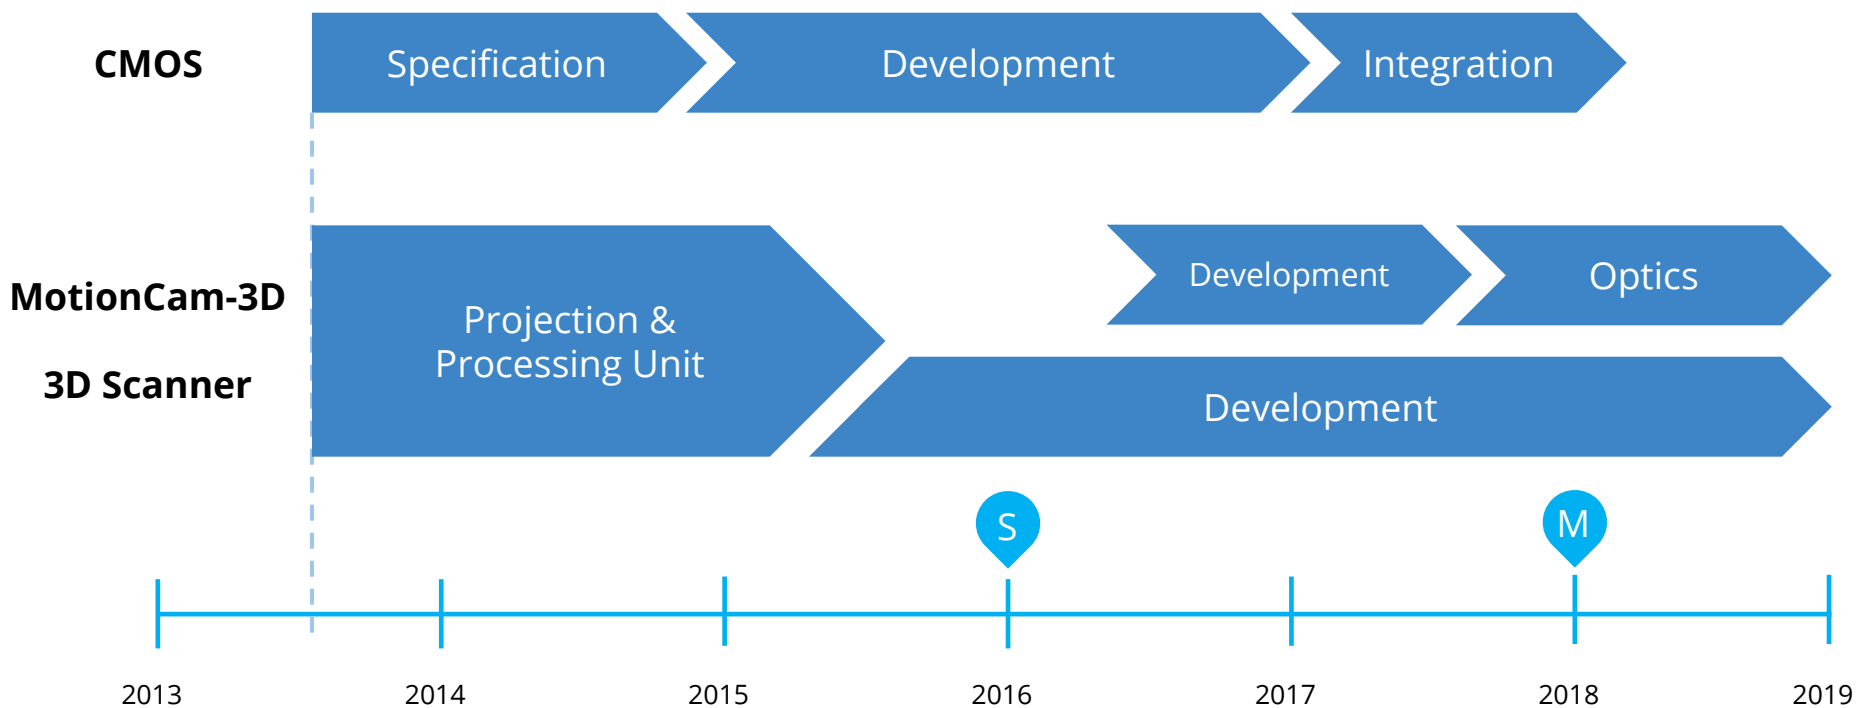 CMOS
Specification
Development
Integration
MotionCam-3D
3D Scanner
Projection &
Processing Unit
Development
Optics
Development
S
M
2013
2014
2015
2016
2017
2018
2019